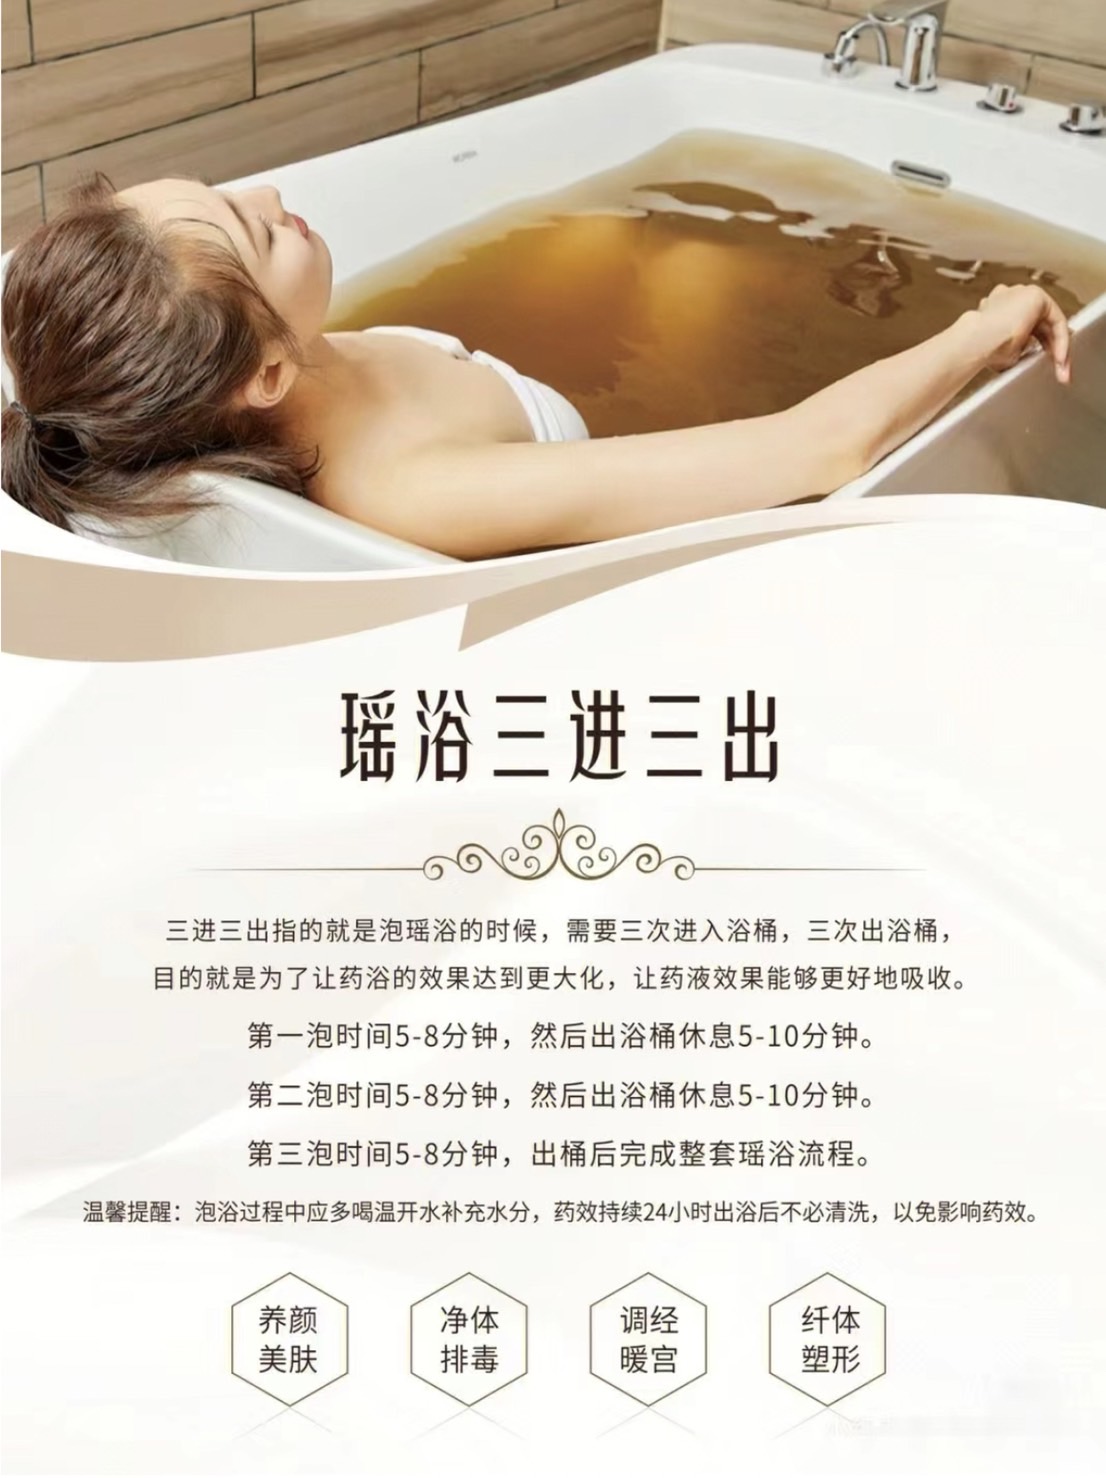 瑶浴三进三出
三进三出指的就是泡瑶浴的时候，需要三次进入浴桶，三次出浴桶，
目的就是为了让药浴的效果达到更大化，让药液效果能够更好地吸收。
第一泡时间5-8分钟，然后出浴桶休息5-10分钟。
第二泡时间5-8分钟，然后出浴桶休息5-10分钟。
第三泡时间5-8分钟，出桶后完成整套瑶浴流程。
温馨提醒：泡浴过程中应多喝温开水补充水分，药效持续24小时出浴后不必清洗，以免影响药效。
养颜
美肤
净体
排毒
调经
暖宫
纤体
塑形